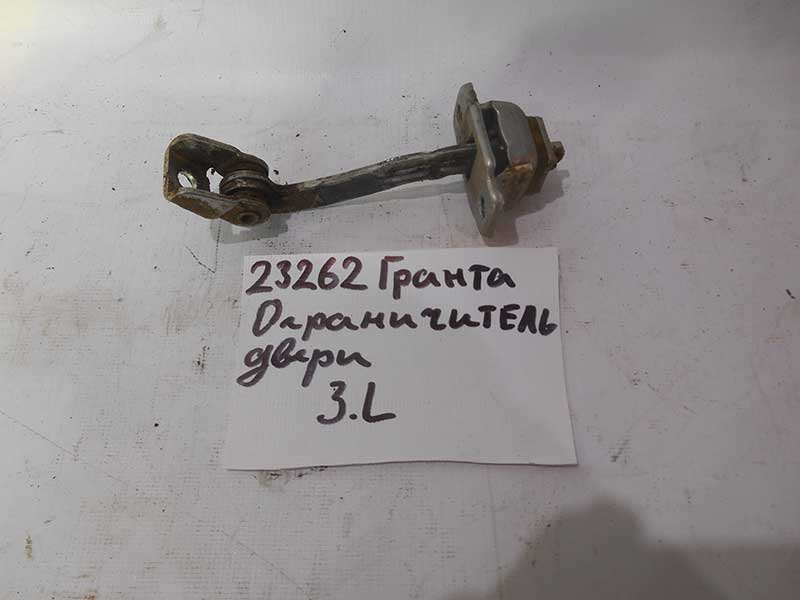 23262 Гранта
ОграничиТЕЛЬ
двери
3.L